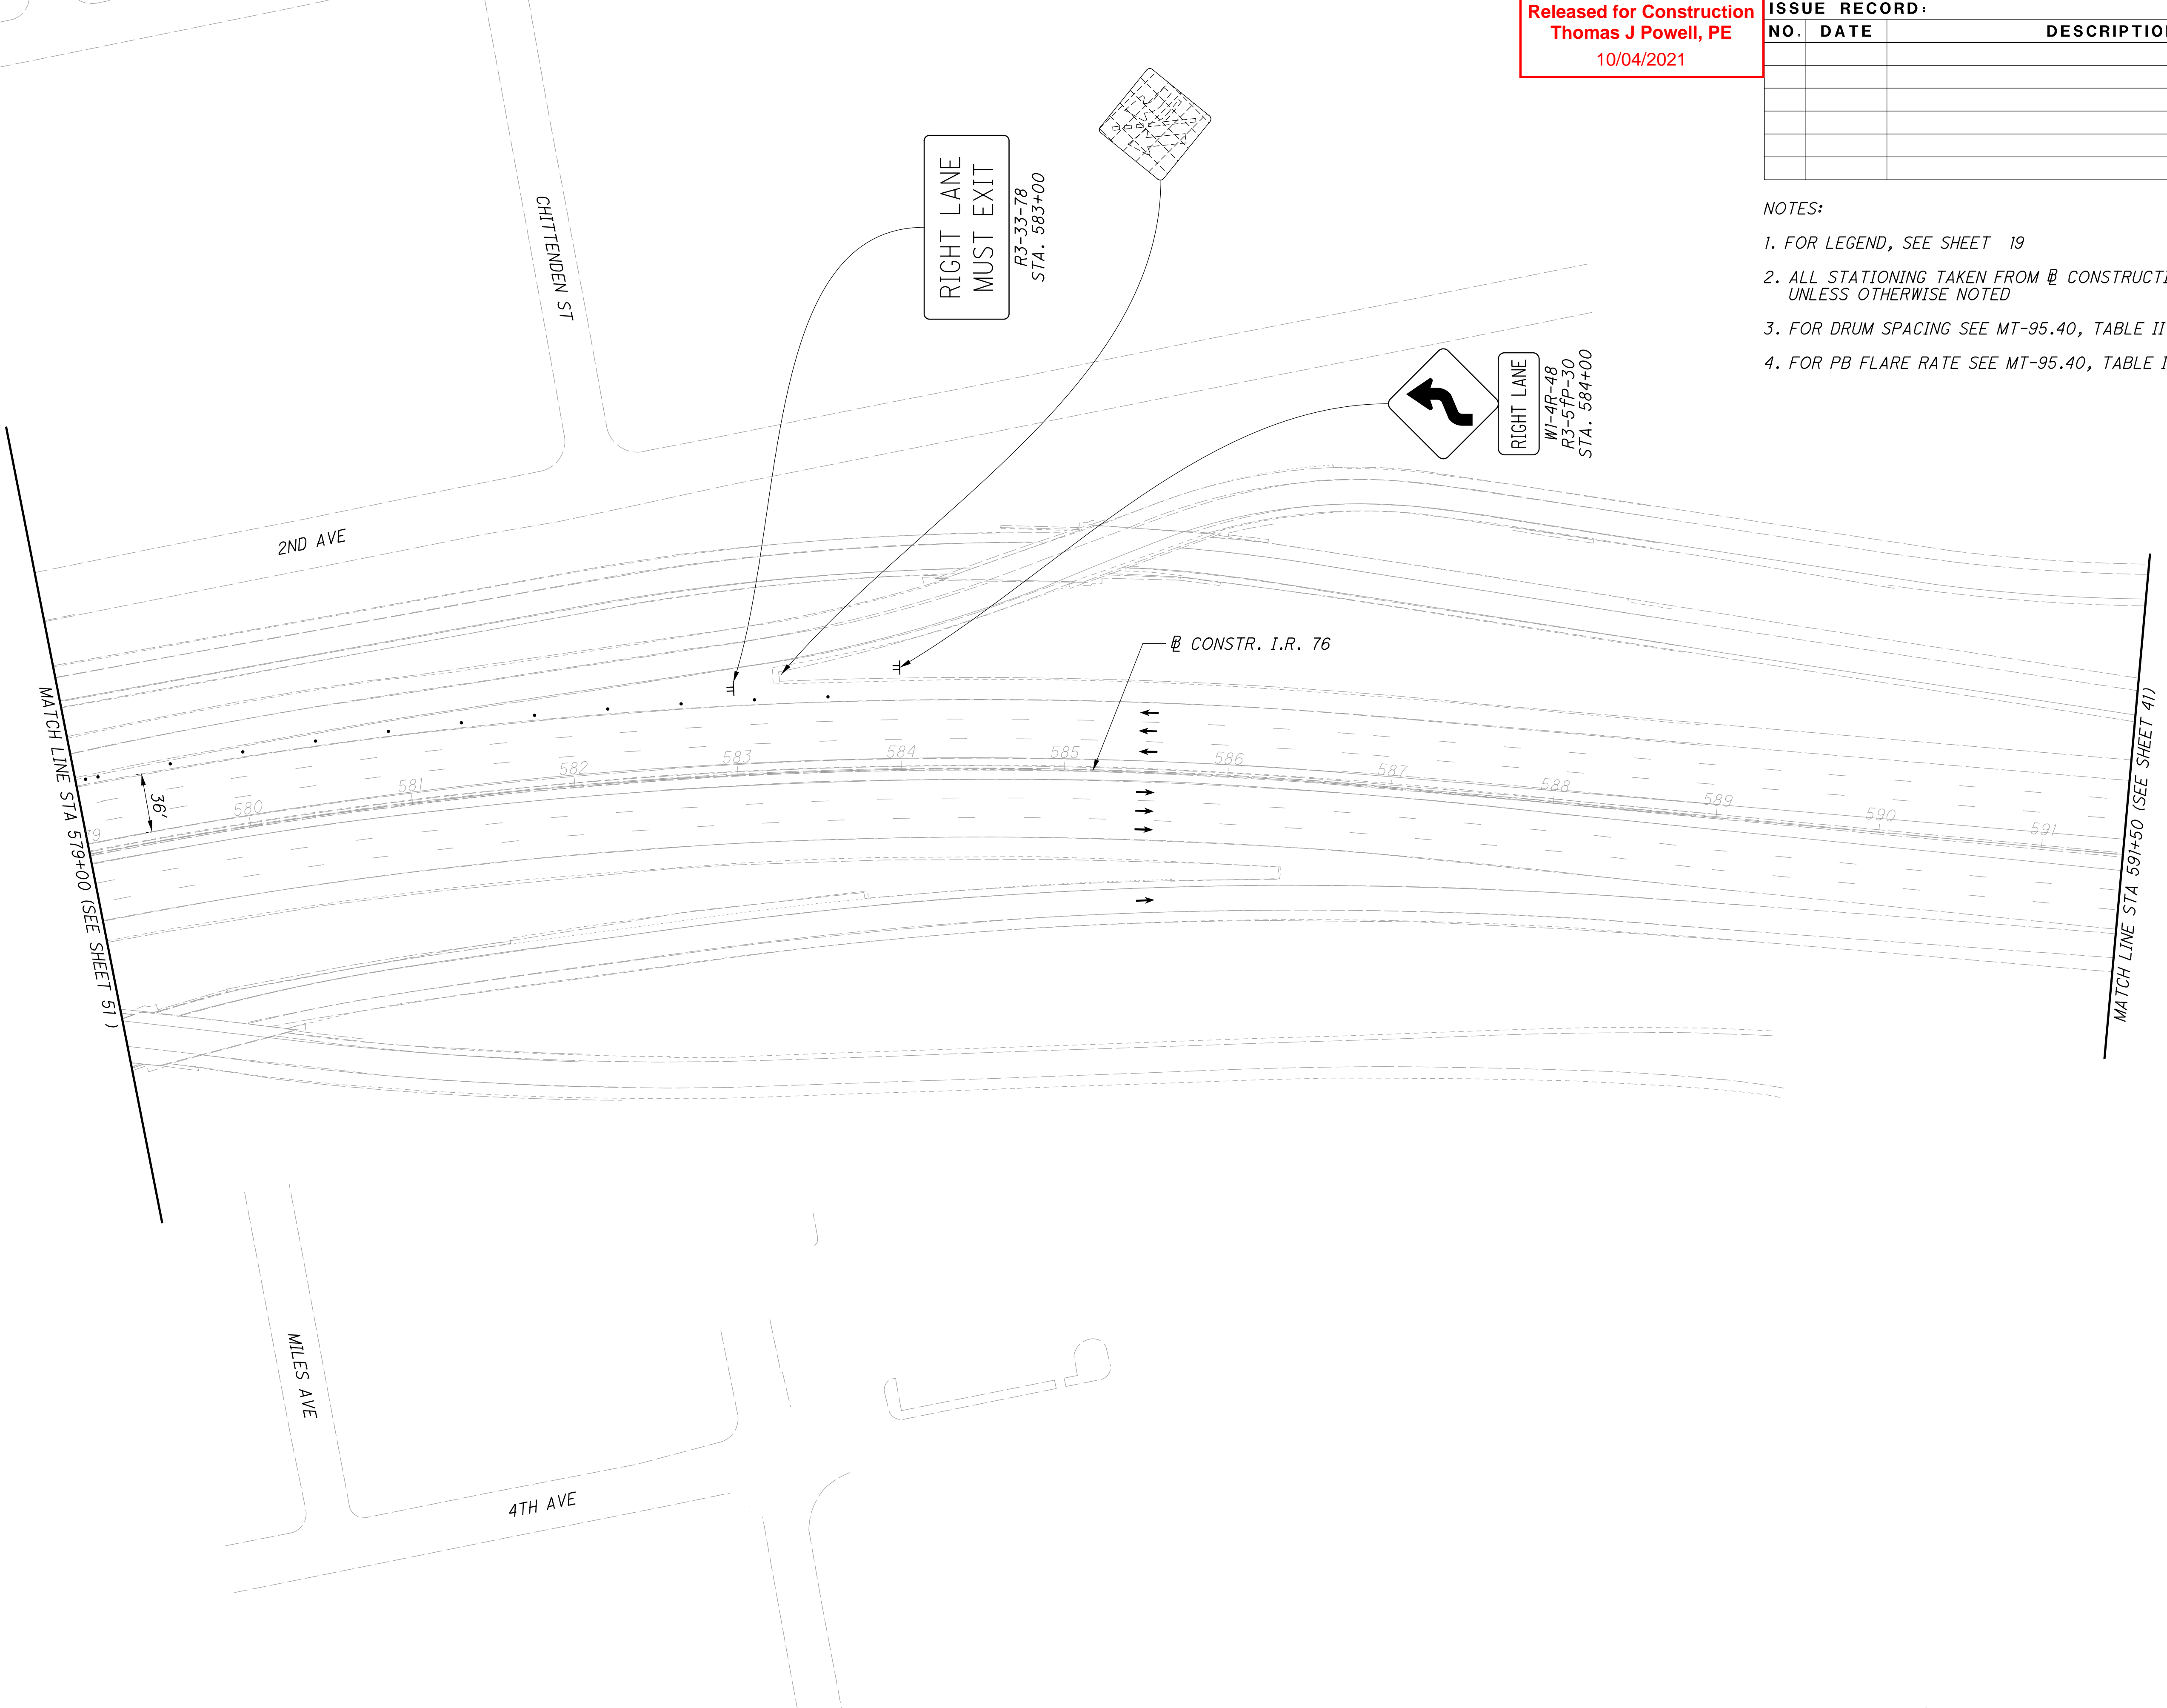 Released for Construction
Thomas J Powell, PE
10/04/2021
ISSUE RECORD:
NO. DATE
NOTES:
1. FOR LEGEND, SEE SHEET 19
2. ALL STATIONING TAKEN FROM ℄ 
UNLESS OTHERWISE NOTED
3. FOR DRUM SPACING SEE MT-95.40, TABLE II
4. FOR PB FLARE RATE SEE MT-95.40, TABLE
CHITTENDEN ST
RIGHT LANE
MUST EXIT
R3-33-78
STA. 583+00
RIGHT LANE
W1-4R-48
R3-5fP-30
STA. 584+00
2ND AVE
CONSTR. I.R. 76
MATCH LINE STA 579+00 (SEE SHEET 51 )
36'
580
581
582
583
584
585
586
587
588
589
590
591
MATCH LINE STA 591+50 (SEE SHEET 41)
MILES AVE
4TH AVE